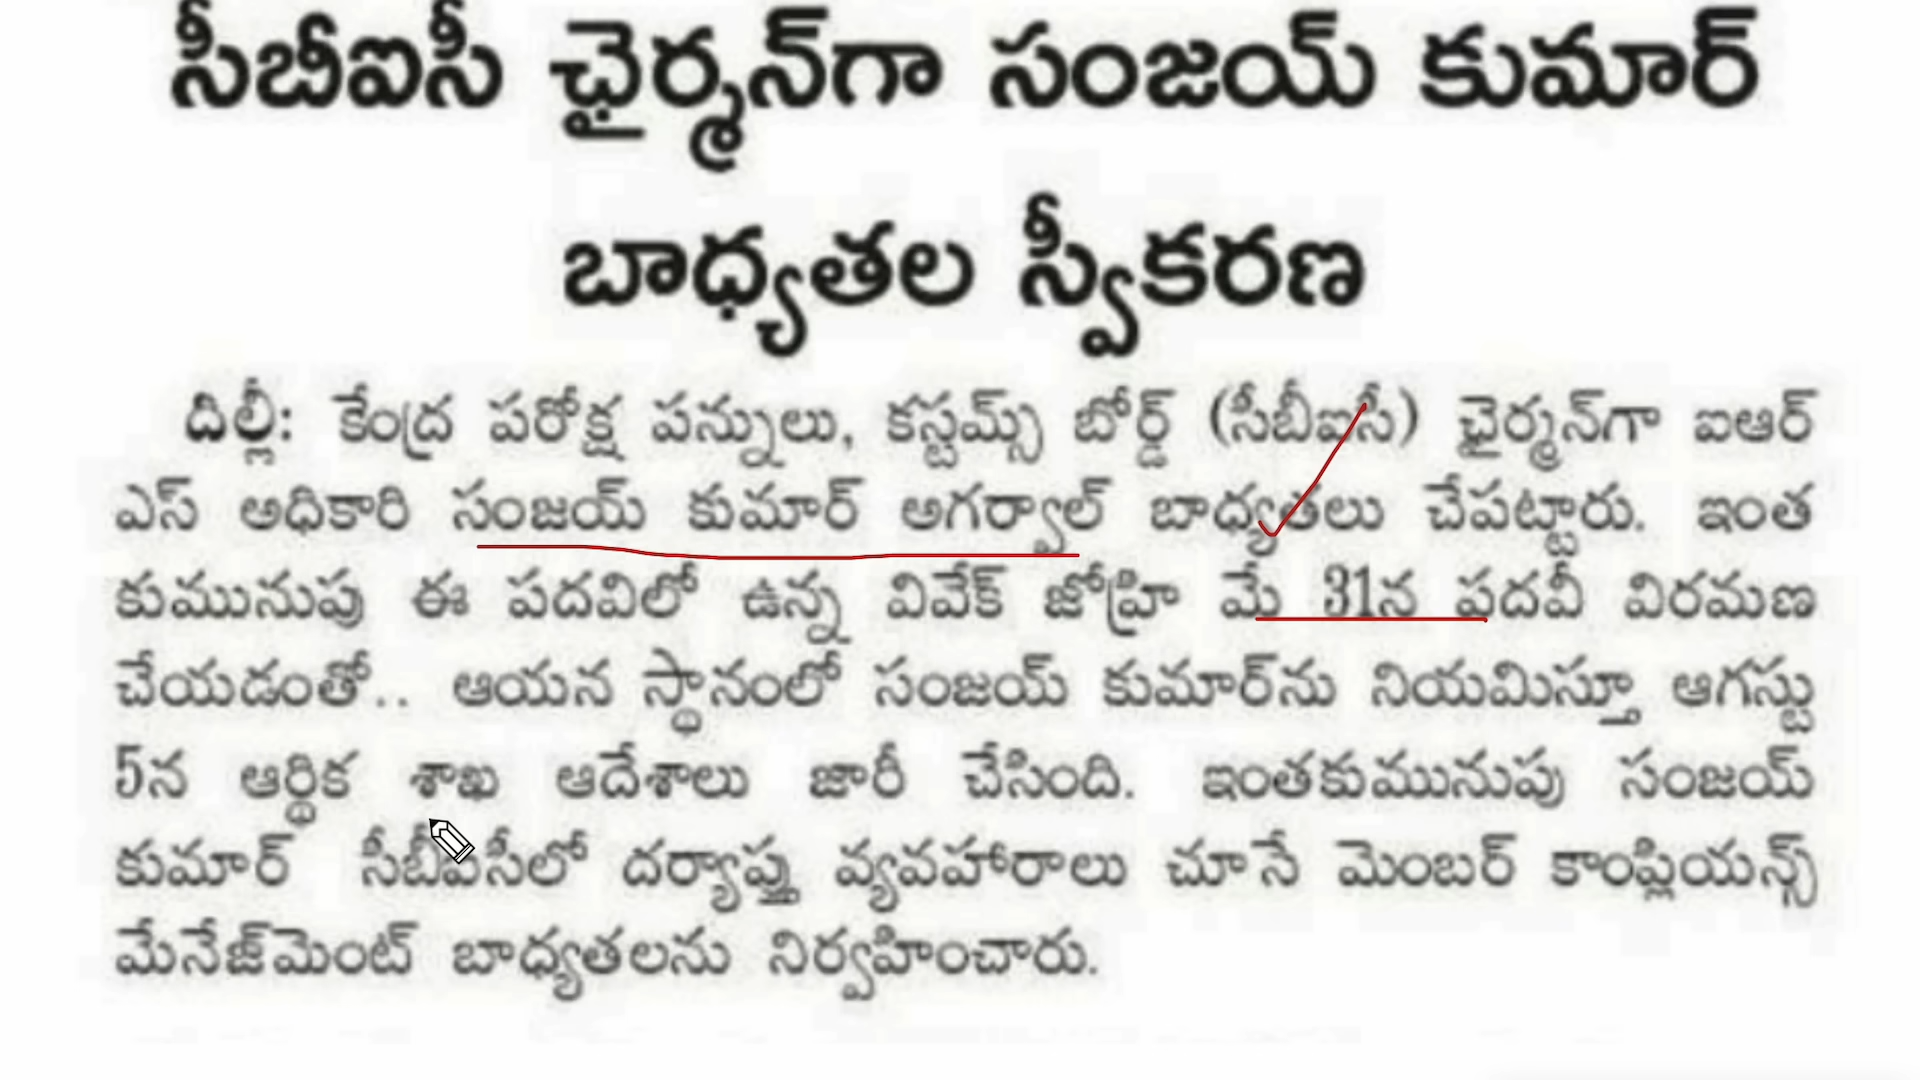 సీబీఐసీ ఛైర్మన్‌గా సంజయ్ కుమార్
బాధ్యతల స్వీకరణ
దిల్లీ: కేంద్ర పరోక్ష పన్నులు, కస్టమ్స్ బోర్డ్ (సీబీఐసీ) ఛైర్మన్‌గా ఐఆర్
ఎస్ అధికారి సంజయ్ కుమార్ అగర్వాల్ బాధ్యతలు చేపట్టారు. ఇంత
కుమునుపు ఈ పదవిలో ఉన్న వివేక్ జోహ్రి మే 31న పదవీ విరమణ
చేయడంతో.. ఆయన స్థానంలో సంజయ్ కుమార్‌ను నియమిస్తూ ఆగస్టు
5న ఆర్థిక శాఖ ఆదేశాలు జారీ చేసింది. ఇంతకుమునుపు సంజయ్
కుమార్ సీబీఐసీలో దర్యాప్తు వ్యవహారాలు చూసే మెంబర్ కాంప్లియన్స్
మేనేజ్‌మెంట్ బాధ్యతలను నిర్వహించారు.